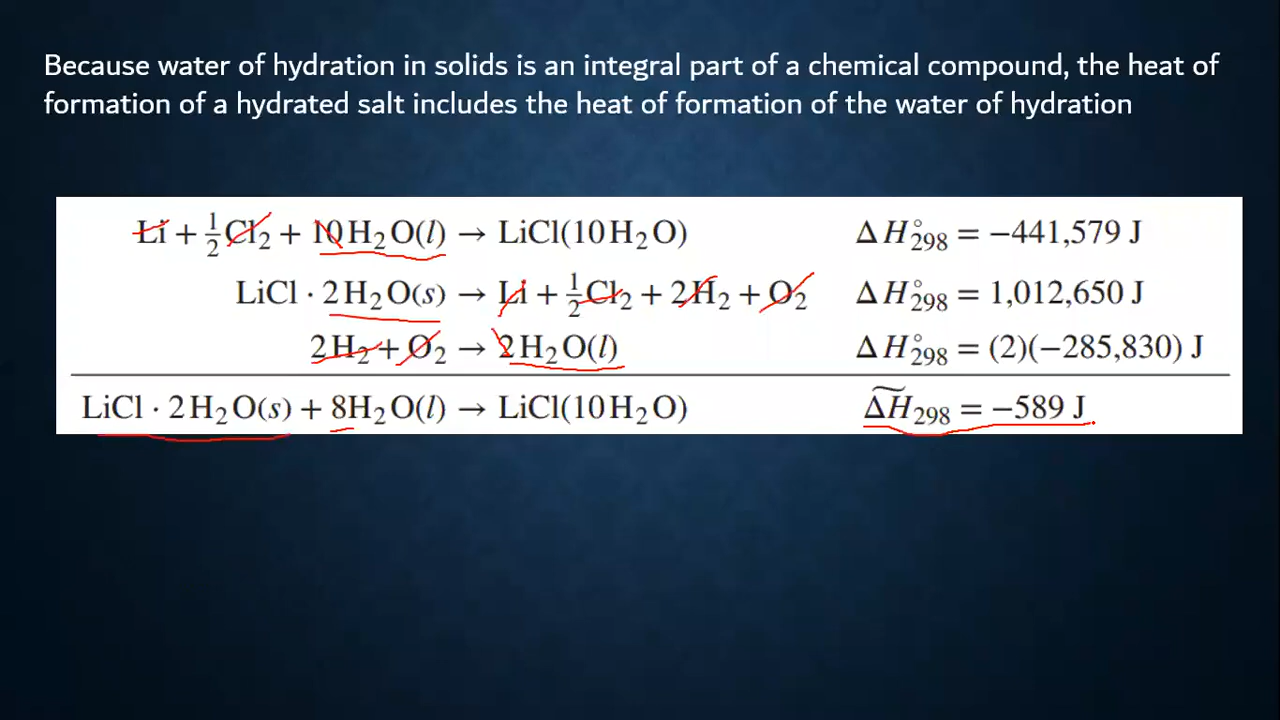 Because water of hydration in solids is an integral part of a chemical compound, the heat of
formation of a hydrated salt includes the heat of formation of the water of hydration
Li + ½Cl₂ + 10H₂O(l) → LiCl(10H₂O) ΔH°₂₉₈ = −441,579 J
LiCl · 2H₂O(s) → Li + ½Cl₂ + 2H₂ + O₂ ΔH°₂₉₈ = 1,012,650 J
2H₂ + O₂ → 2H₂O(l) ΔH°₂₉₈ = (2)(−285,830) J
LiCl · 2H₂O(s) + 8H₂O(l) → LiCl(10H₂O) Δ͠H₂₉₈ = −589 J